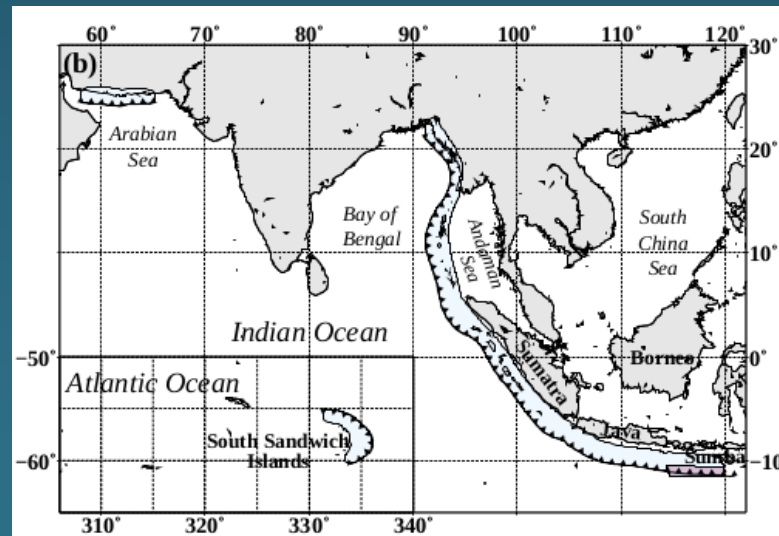 60˚ 70˚ 80˚ 90˚ 100˚ 110˚ 120˚
(b)
30˚
Arabian
Sea
20˚
Bay of
Bengal
Andaman
Sea
South
China
Sea
10˚
Indian Ocean
−50˚
0˚
Atlantic Ocean
Sumatra
Borneo
South Sandwich
Islands
Java
Sumba
−60˚
−10
310˚ 320˚ 330˚ 340˚